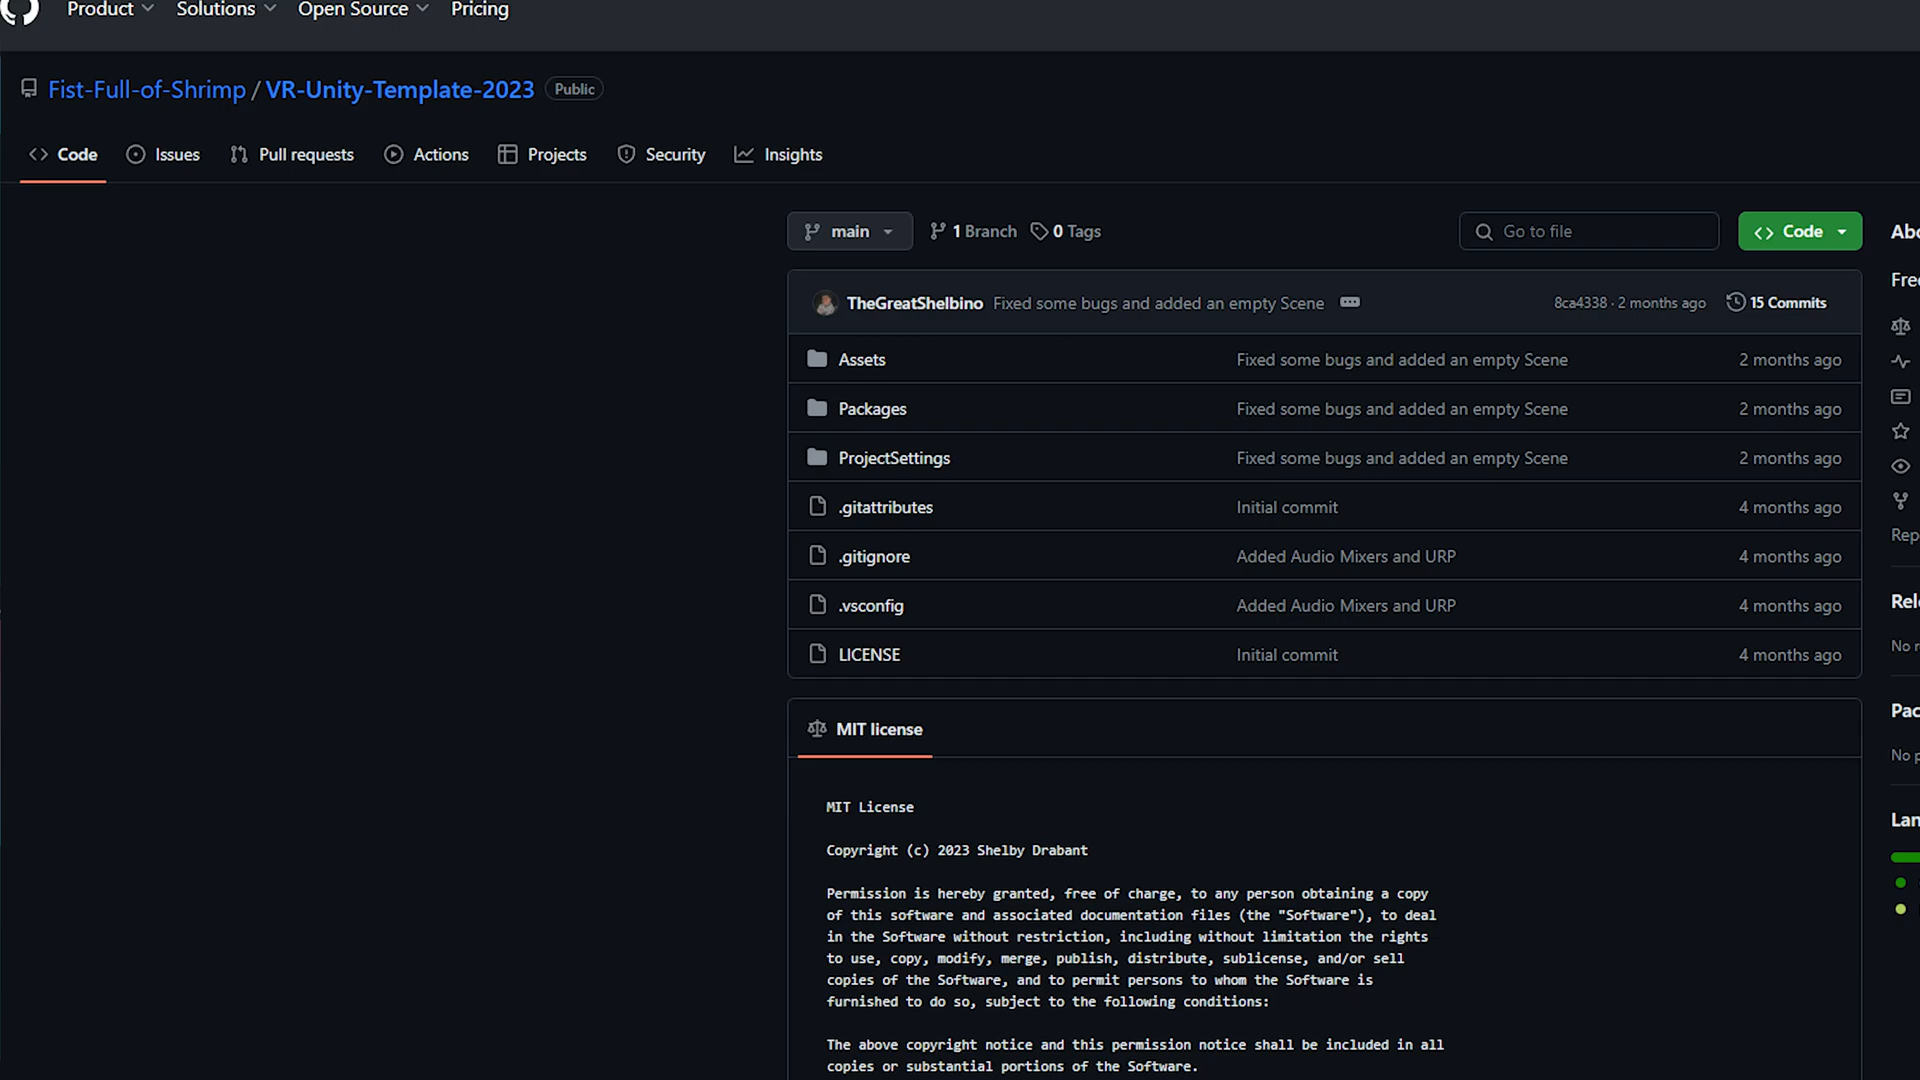 Product Solutions Open Source Pricing
Fist-Full-of-Shrimp / VR-Unity-Template-2023 Public
Code Issues Pull requests Actions Projects Security Insights
main 1 Branch 0 Tags Go to file Code
TheGreatShelbino Fixed some bugs and added an empty Scene 8ca4338 · 2 months ago 15 Commits
Assets Fixed some bugs and added an empty Scene 2 months ago
Packages Fixed some bugs and added an empty Scene 2 months ago
ProjectSettings Fixed some bugs and added an empty Scene 2 months ago
.gitattributes Initial commit 4 months ago
.gitignore Added Audio Mixers and URP 4 months ago
.vsconfig Added Audio Mixers and URP 4 months ago
LICENSE Initial commit 4 months ago
MIT license
MIT License
Copyright (c) 2023 Shelby Drabant
Permission is hereby granted, free of charge, to any person obtaining a copy
of this software and associated documentation files (the "Software"), to deal
in the Software without restriction, including without limitation the rights
to use, copy, modify, merge, publish, distribute, sublicense, and/or sell
copies of the Software, and to permit persons to whom the Software is
furnished to do so, subject to the following conditions:
The above copyright notice and this permission notice shall be included in all
copies or substantial portions of the Software.
No
No